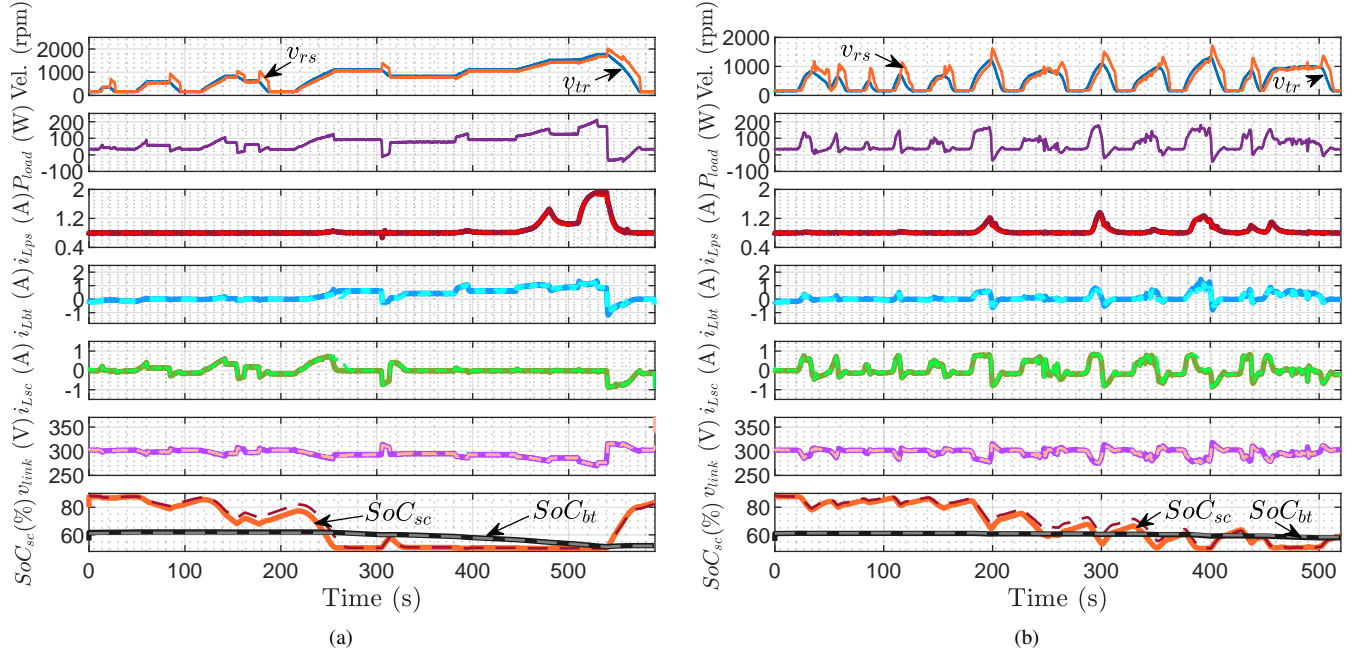 Vel. (rpm)
2000
1000
0
v_rs
v_tr
P_load (W)
200
100
0
-100
i_Lps (A)
2
1.2
0.4
i_Lbt (A)
2
1
0
-1
i_Lsc (A)
1
0
-1
v_link (V)
350
300
250
SoC_sc(%)
80
60
SoC_sc
SoC_bt
0 100 200 300 400 500
Time (s)
(a)
Vel. (rpm)
2000
1000
0
v_rs
v_tr
P_load (W)
200
100
0
-100
i_Lps (A)
2
1.2
0.4
i_Lbt (A)
2
1
0
-1
i_Lsc (A)
1
0
-1
v_link (V)
350
300
250
SoC_sc(%)
80
60
SoC_sc
SoC_bt
0 100 200 300 400 500
Time (s)
(b)